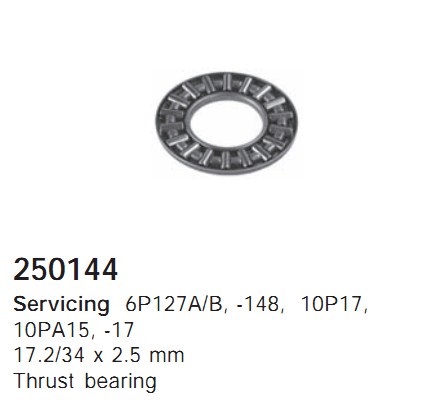 250144
Servicing 6P127A/B, -148, 10P17,
10PA15, -17
17.2/34 x 2.5 mm
Thrust bearing